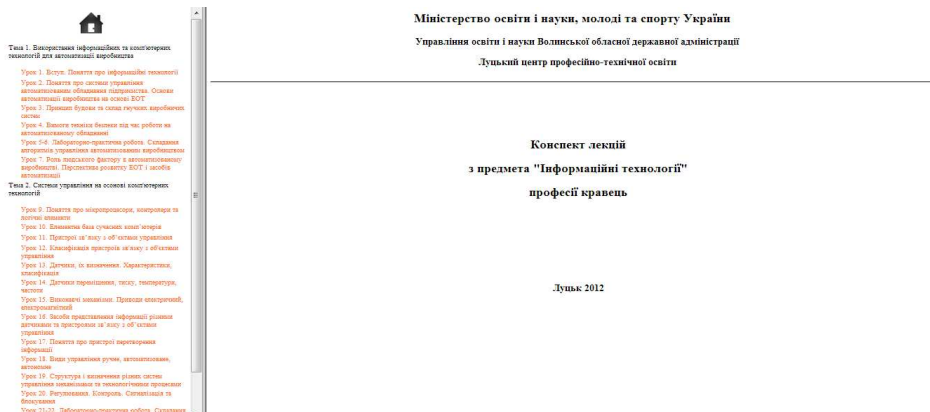 Тема 1. Використання інформаційних та комп'ютерних
технологій для автоматизації виробництва
Урок 1. Вступ. Поняття про інформаційні технології
Урок 2. Поняття про системи управління
автоматизованим обладнання підприємства. Основи
автоматизації виробництва на основі ЕОТ
Урок 3. Принцип будови та склад гнучких виробничих
систем
Урок 4. Вимоги техніки безпеки під час роботи на
автоматизованому обладнанні
Урок 5-6. Лабораторно-практична робота. Складання
алгоритмів управління автоматизованим виробництвом
Урок 7. Роль людського фактору в автоматизованому
виробництві. Перспектива розвитку ЕОТ і засобів
автоматизації
Тема 2. Системи управління на осонові комп'ютерних
технологій
Урок 9. Поняття про мікропроцесори, контролери та
логічні елементи
Урок 10. Елементна база сучасних комп'ютерів
Урок 11. Пристрої зв'язку з об'єктами управління
Урок 12. Класифікація пристроїв зв'язку з об'єктами
управління
Урок 13. Датчики, їх визначення. Характеристики,
класифікація
Урок 14. Датчики переміщення, тиску, температури,
частоти
Урок 15. Виконавчі механізми. Приводи електричний,
електромагнітний
Урок 16. Засоби представлення інформації різними
датчиками та пристроями зв'язку з об'єктами
управління
Урок 17. Поняття про пристрої перетворення
інформації
Урок 18. Види управління ручне, автоматизоване,
автономне
Урок 19. Структура і визначення різних систем
управління механізмами та технологічними процесами
Урок 20. Регулювання. Контроль. Сигналізація та
блокування
Урок 21-22. Лабораторно-практична робота. Складання
Міністерство освіти і науки, молоді та спорту України
Управління освіти і науки Волинської обласної державної адміністрації
Луцький центр професійно-технічної освіти
Конспект лекцій
з предмета "Інформаційні технології"
професії кравець
Луцьк 2012